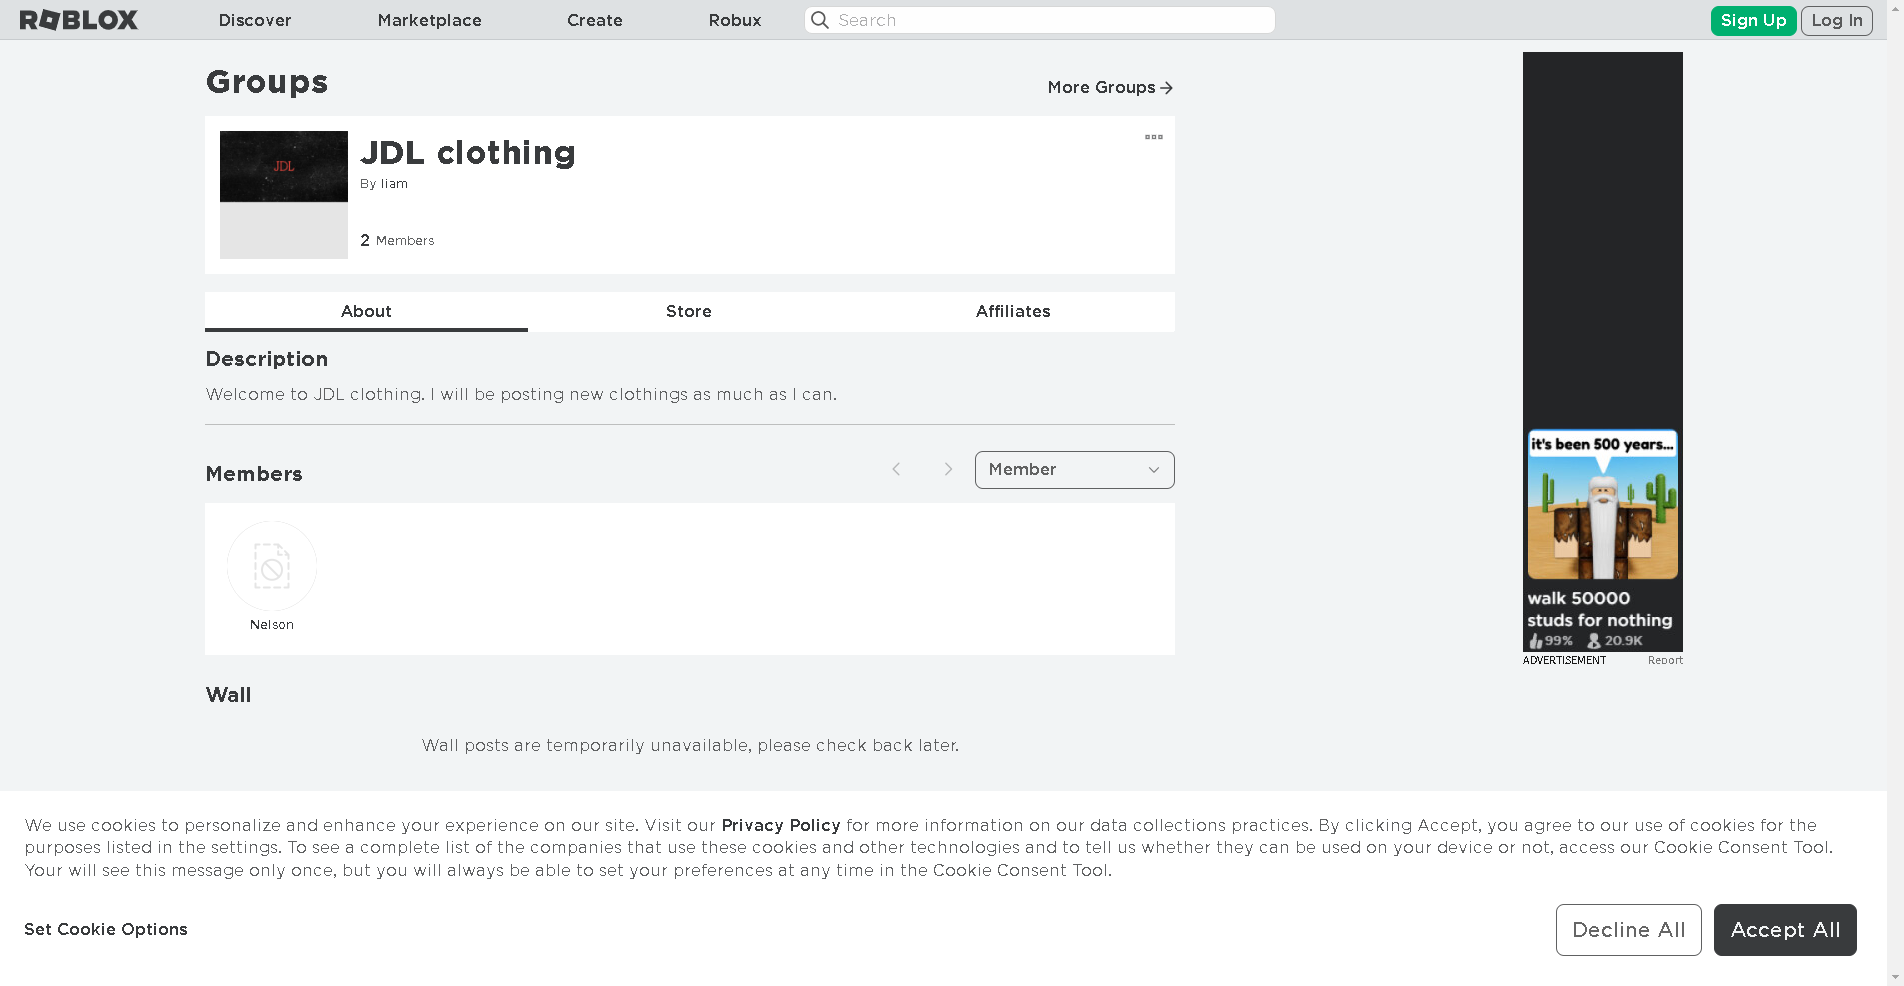 ROBLOX
Discover
Marketplace
Create
Robux
Search
Sign Up
Log In
Groups
More Groups
JDL
JDL clothing
By liam
2 Members
About
Store
Affiliates
Description
Welcome to JDL clothing. I will be posting new clothings as much as I can.
Members
Member
Nelson
Wall
Wall posts are temporarily unavailable, please check back later.
it's been 500 years...
walk 50000
studs for nothing
99% 20.9K
ADVERTISEMENT
Report
We use cookies to personalize and enhance your experience on our site. Visit our Privacy Policy for more information on our data collections practices. By clicking Accept, you agree to our use of cookies for the
purposes listed in the settings. To see a complete list of the companies that use these cookies and other technologies and to tell us whether they can be used on your device or not, access our Cookie Consent Tool.
Your will see this message only once, but you will always be able to set your preferences at any time in the Cookie Consent Tool.
Set Cookie Options
Decline All
Accept All